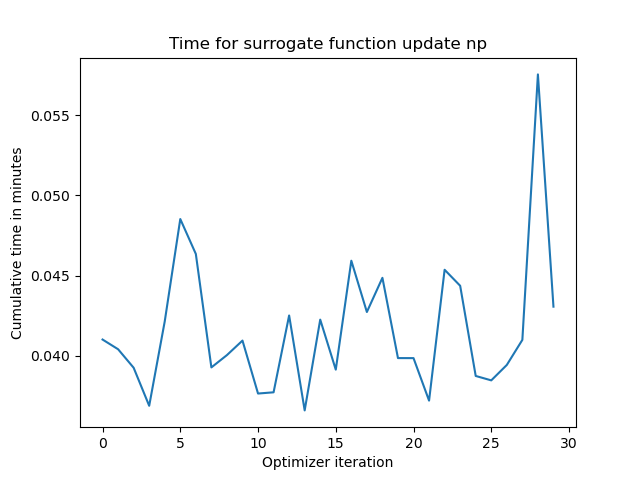 Time for surrogate function update np
Cumulative time in minutes
0.055
0.050
0.045
0.040
0 5 10 15 20 25 30
Optimizer iteration